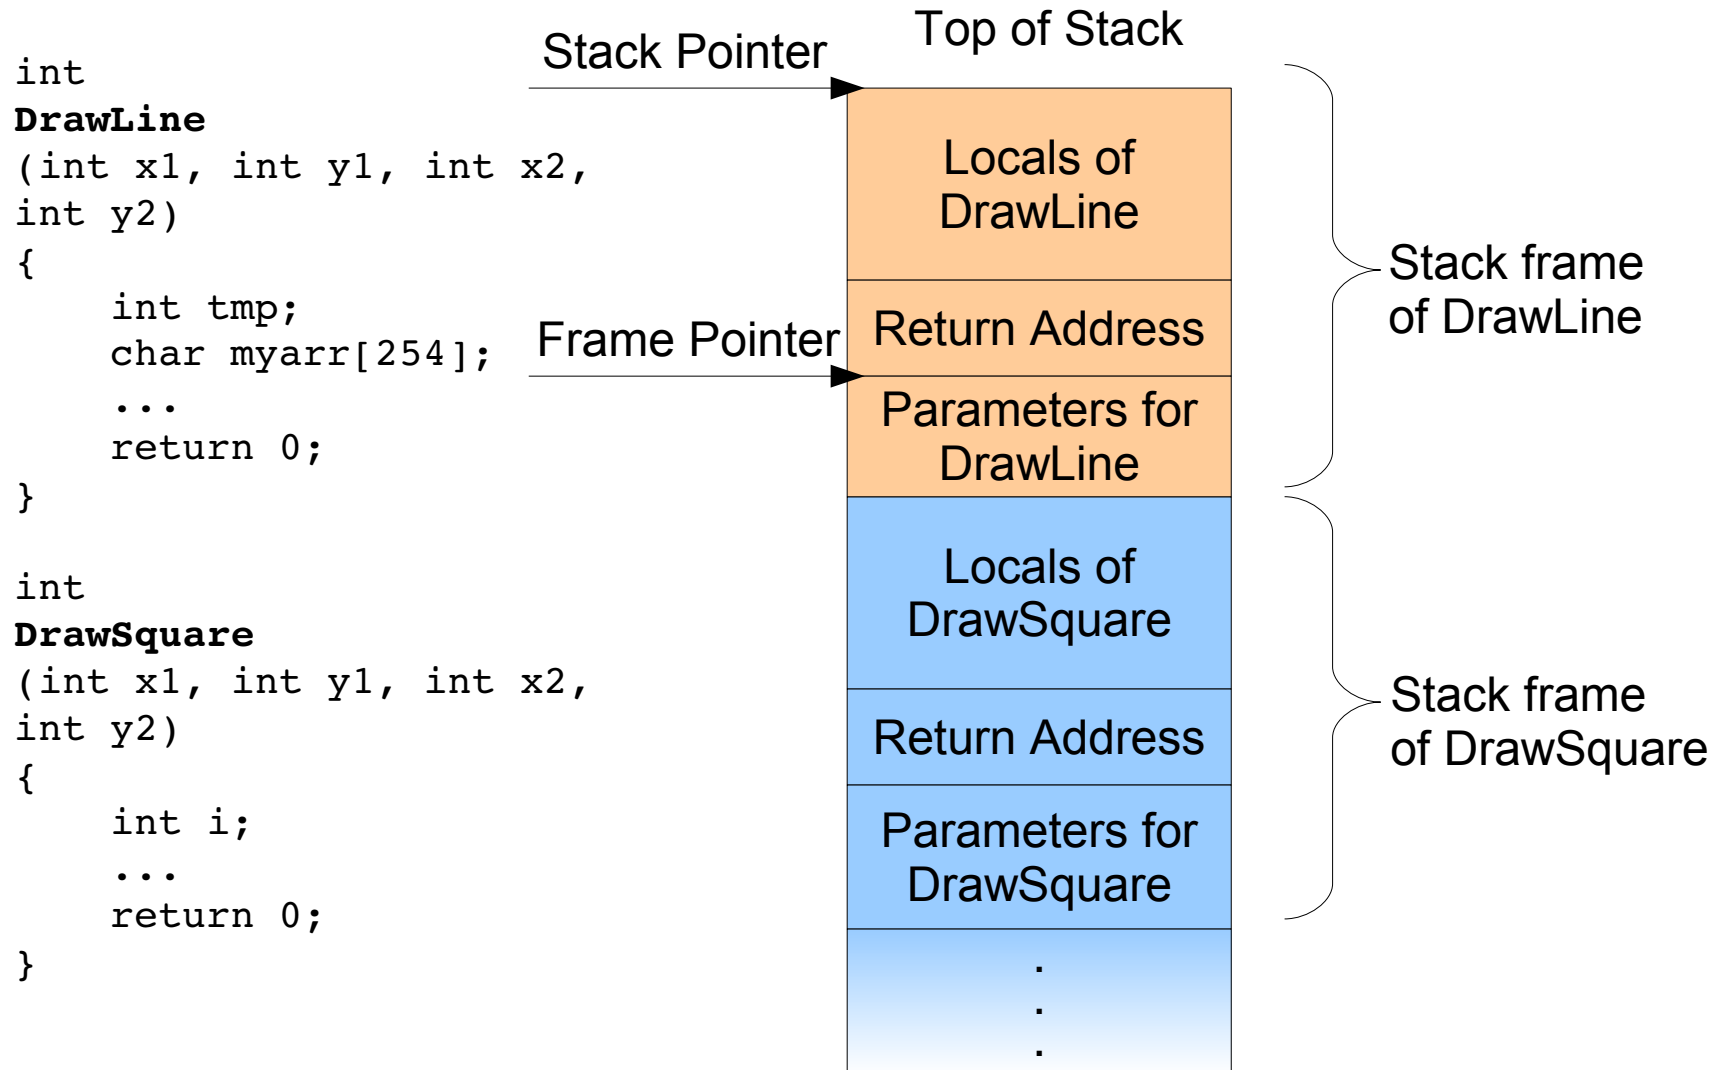 int
DrawLine
(int x1, int y1, int x2,
int y2)
{
int tmp;
char myarr[254];
...
return 0;
}
int
DrawSquare
(int x1, int y1, int x2,
int y2)
{
int i;
...
return 0;
}
Stack Pointer
Frame Pointer
Top of Stack
Locals of
DrawLine
Return Address
Parameters for
DrawLine
Locals of
DrawSquare
Return Address
Parameters for
DrawSquare
.
.
.
Stack frame
of DrawLine
Stack frame
of DrawSquare